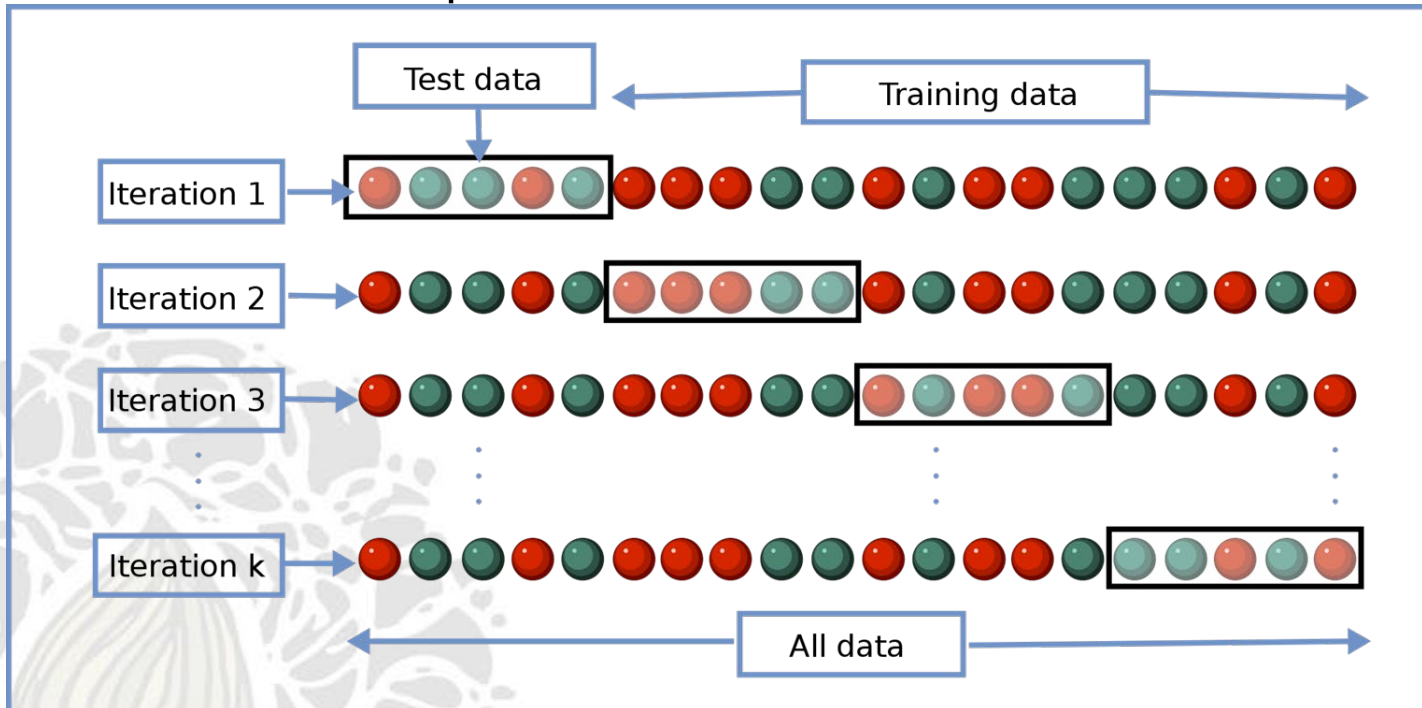 Test data
Training data
Iteration 1
Iteration 2
Iteration 3
Iteration k
All data